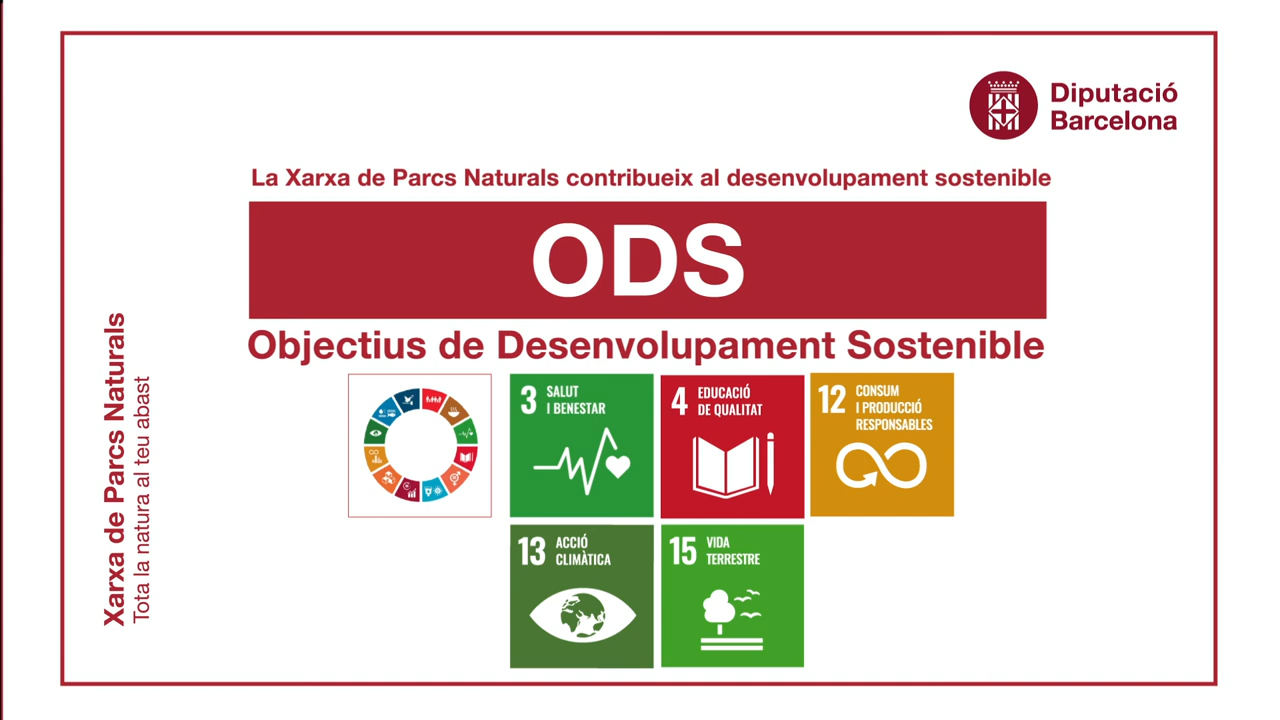 Diputació
Barcelona
La Xarxa de Parcs Naturals contribueix al desenvolupament sostenible
ODS
Objectius de Desenvolupament Sostenible
Xarxa de Parcs Naturals
Tota la natura al teu abast
3 SALUT
I BENESTAR
4 EDUCACIÓ
DE QUALITAT
12 CONSUM
I PRODUCCIÓ
RESPONSABLES
13 ACCIÓ
CLIMÀTICA
15 VIDA
TERRESTRE